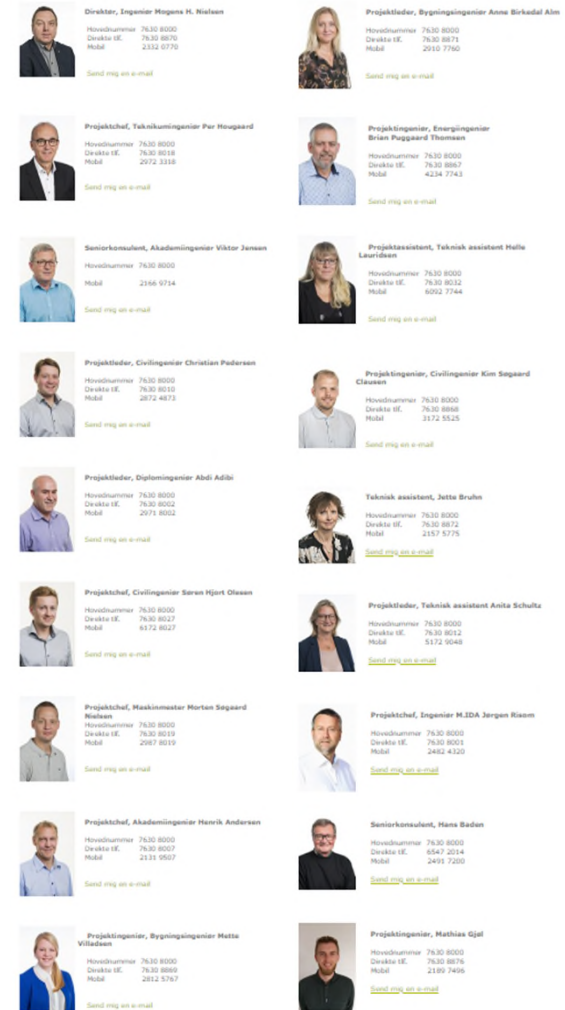 Direktør, Ingeniør Mogens H. Nielsen
Hovednummer 7630 8000
Direkte tlf. 7630 8870
Mobil 2332 0770
Send mig en e-mail
Projektchef, Teknikumingeniør Per Hougaard
Hovednummer 7630 8000
Direkte tlf. 7630 8018
Mobil 2972 3318
Send mig en e-mail
Seniorkonsulent, Akademiingeniør Viktor Jensen
Hovednummer 7630 8000
Mobil 2166 9714
Send mig en e-mail
Projektleder, Civilingeniør Christian Pedersen
Hovednummer 7630 8000
Direkte tlf. 7630 8010
Mobil 2872 4873
Send mig en e-mail
Projektleder, Diplomingeniør Abdi Adibi
Hovednummer 7630 8000
Direkte tlf. 7630 8002
Mobil 2971 8002
Send mig en e-mail
Projektchef, Civilingeniør Søren Hjort Olesen
Hovednummer 7630 8000
Direkte tlf. 7630 8027
Mobil 6172 8027
Send mig en e-mail
Projektchef, Maskinmester Morten Søgaard
Nielsen
Hovednummer 7630 8000
Direkte tlf. 7630 8019
Mobil 2987 8019
Send mig en e-mail
Projektchef, Akademiingeniør Henrik Andersen
Hovednummer 7630 8000
Direkte tlf. 7630 8007
Mobil 2131 9507
Send mig en e-mail
Projektingeniør, Bygningsingeniør Mette
Villadsen
Hovednummer 7630 8000
Direkte tlf. 7630 8869
Mobil 2812 5767
Send mig en e-mail
Projektleder, Bygningsingeniør Anne Birkedal Alm
Hovednummer 7630 8000
Direkte tlf. 7630 8871
Mobil 2910 7760
Send mig en e-mail
Projektingeniør, Energiingeniør
Brian Puggaard Thomsen
Hovednummer 7630 8000
Direkte tlf. 7630 8867
Mobil 4234 7743
Send mig en e-mail
Projektassistent, Teknisk assistent Helle
Lauridsen
Hovednummer 7630 8000
Direkte tlf. 7630 8032
Mobil 6092 7744
Send mig en e-mail
Projektingeniør, Civilingeniør Kim Søgaard
Clausen
Hovednummer 7630 8000
Direkte tlf. 7630 8868
Mobil 3172 5525
Send mig en e-mail
Teknisk assistent, Jette Bruhn
Hovednummer 7630 8000
Direkte tlf. 7630 8872
Mobil 2157 5775
Send mig en e-mail
Projektleder, Teknisk assistent Anita Schultz
Hovednummer 7630 8000
Direkte tlf. 7630 8012
Mobil 5172 9048
Send mig en e-mail
Projektchef, Ingeniør M.IDA Jørgen Risom
Hovednummer 7630 8000
Direkte tlf. 7630 8001
Mobil 2482 4320
Send mig en e-mail
Seniorkonsulent, Hans Baden
Hovednummer 7630 8000
Direkte tlf. 6547 2014
Mobil 2491 7200
Send mig en e-mail
Projektingeniør, Mathias Gjøl
Hovednummer 7630 8000
Direkte tlf. 7630 8876
Mobil 2189 7496
Send mig en e-mail